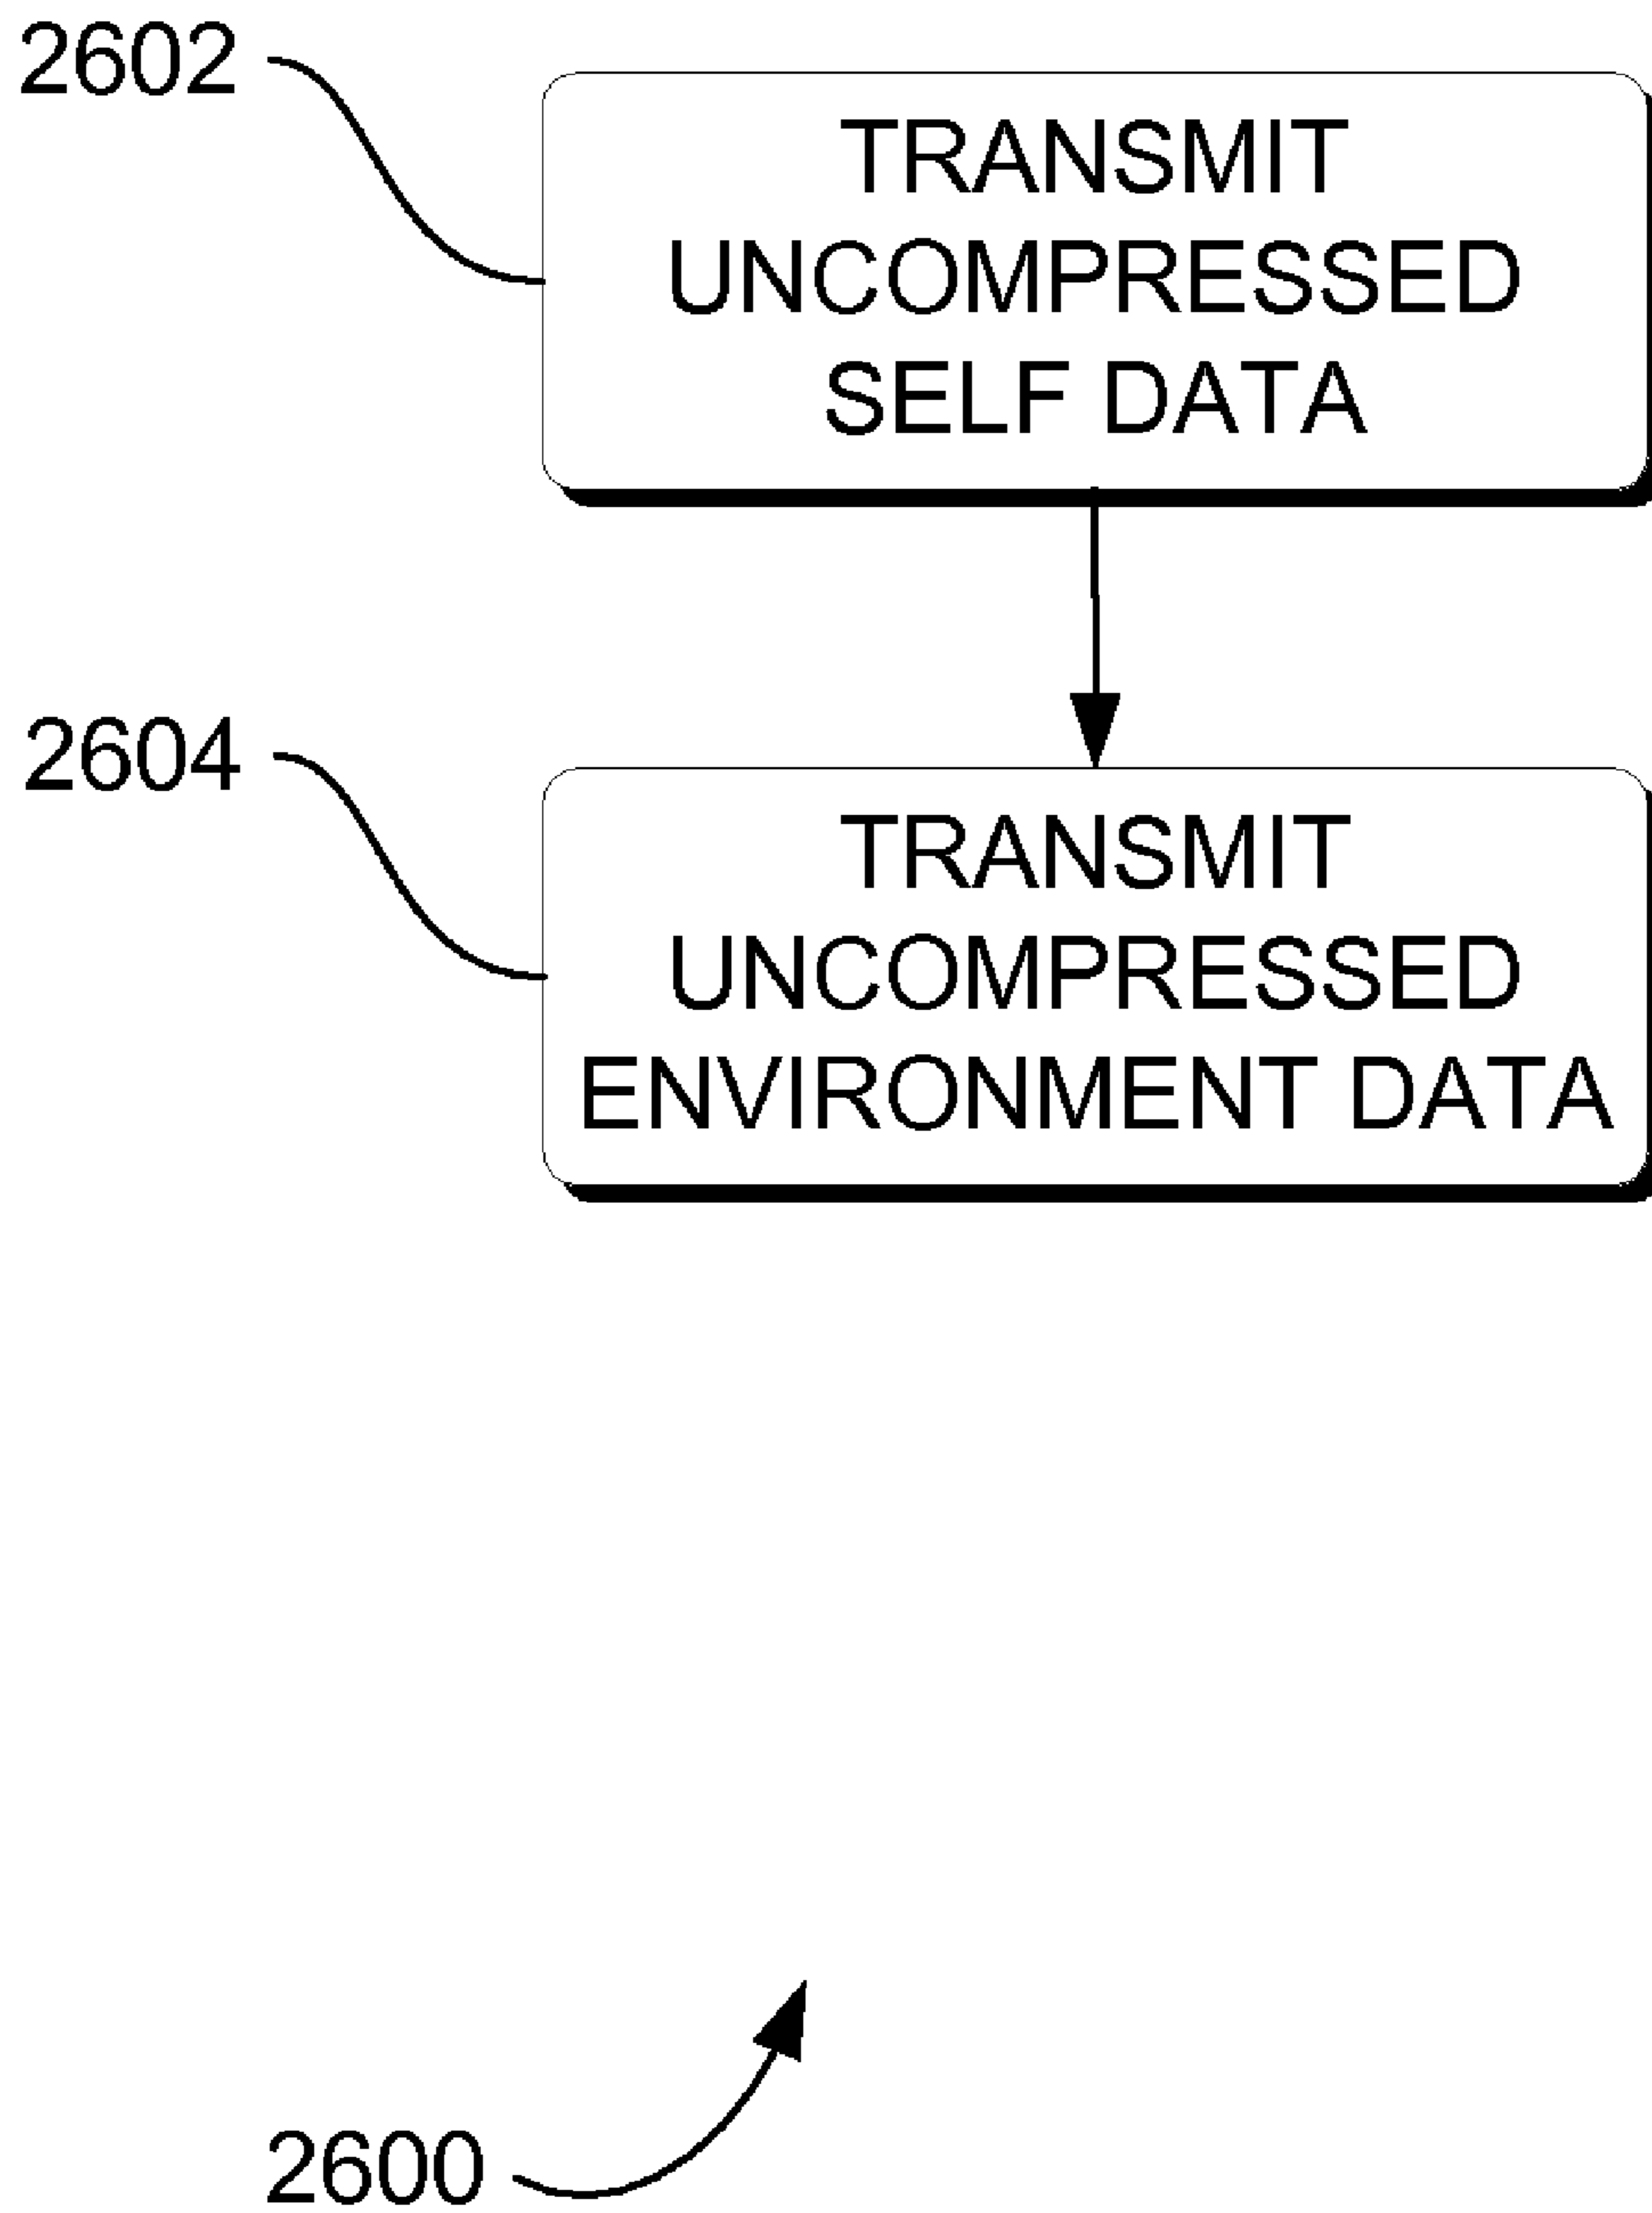 2602
TRANSMIT
UNCOMPRESSED
SELF DATA
2604
TRANSMIT
UNCOMPRESSED
ENVIRONMENT DATA
2600